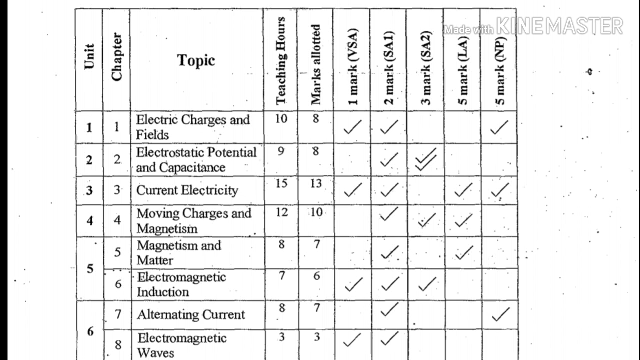 Made with KINEMASTER
Unit Chapter Topic Teaching Hours Marks allotted 1 mark (VSA) 2 mark (SA1) 3 mark (SA2) 5 mark (LA) 5 mark (NP)
1 1 Electric Charges and Fields 10 8 ✓ ✓ ✓
2 2 Electrostatic Potential and Capacitance 9 8 ✓ ✓✓
3 3 Current Electricity 15 13 ✓ ✓ ✓ ✓
4 4 Moving Charges and Magnetism 12 10 ✓ ✓ ✓
5 5 Magnetism and Matter 8 7 ✓ ✓
6 Electromagnetic Induction 7 6 ✓ ✓ ✓
6 7 Alternating Current 8 7 ✓ ✓
8 Electromagnetic Waves 3 3 ✓ ✓